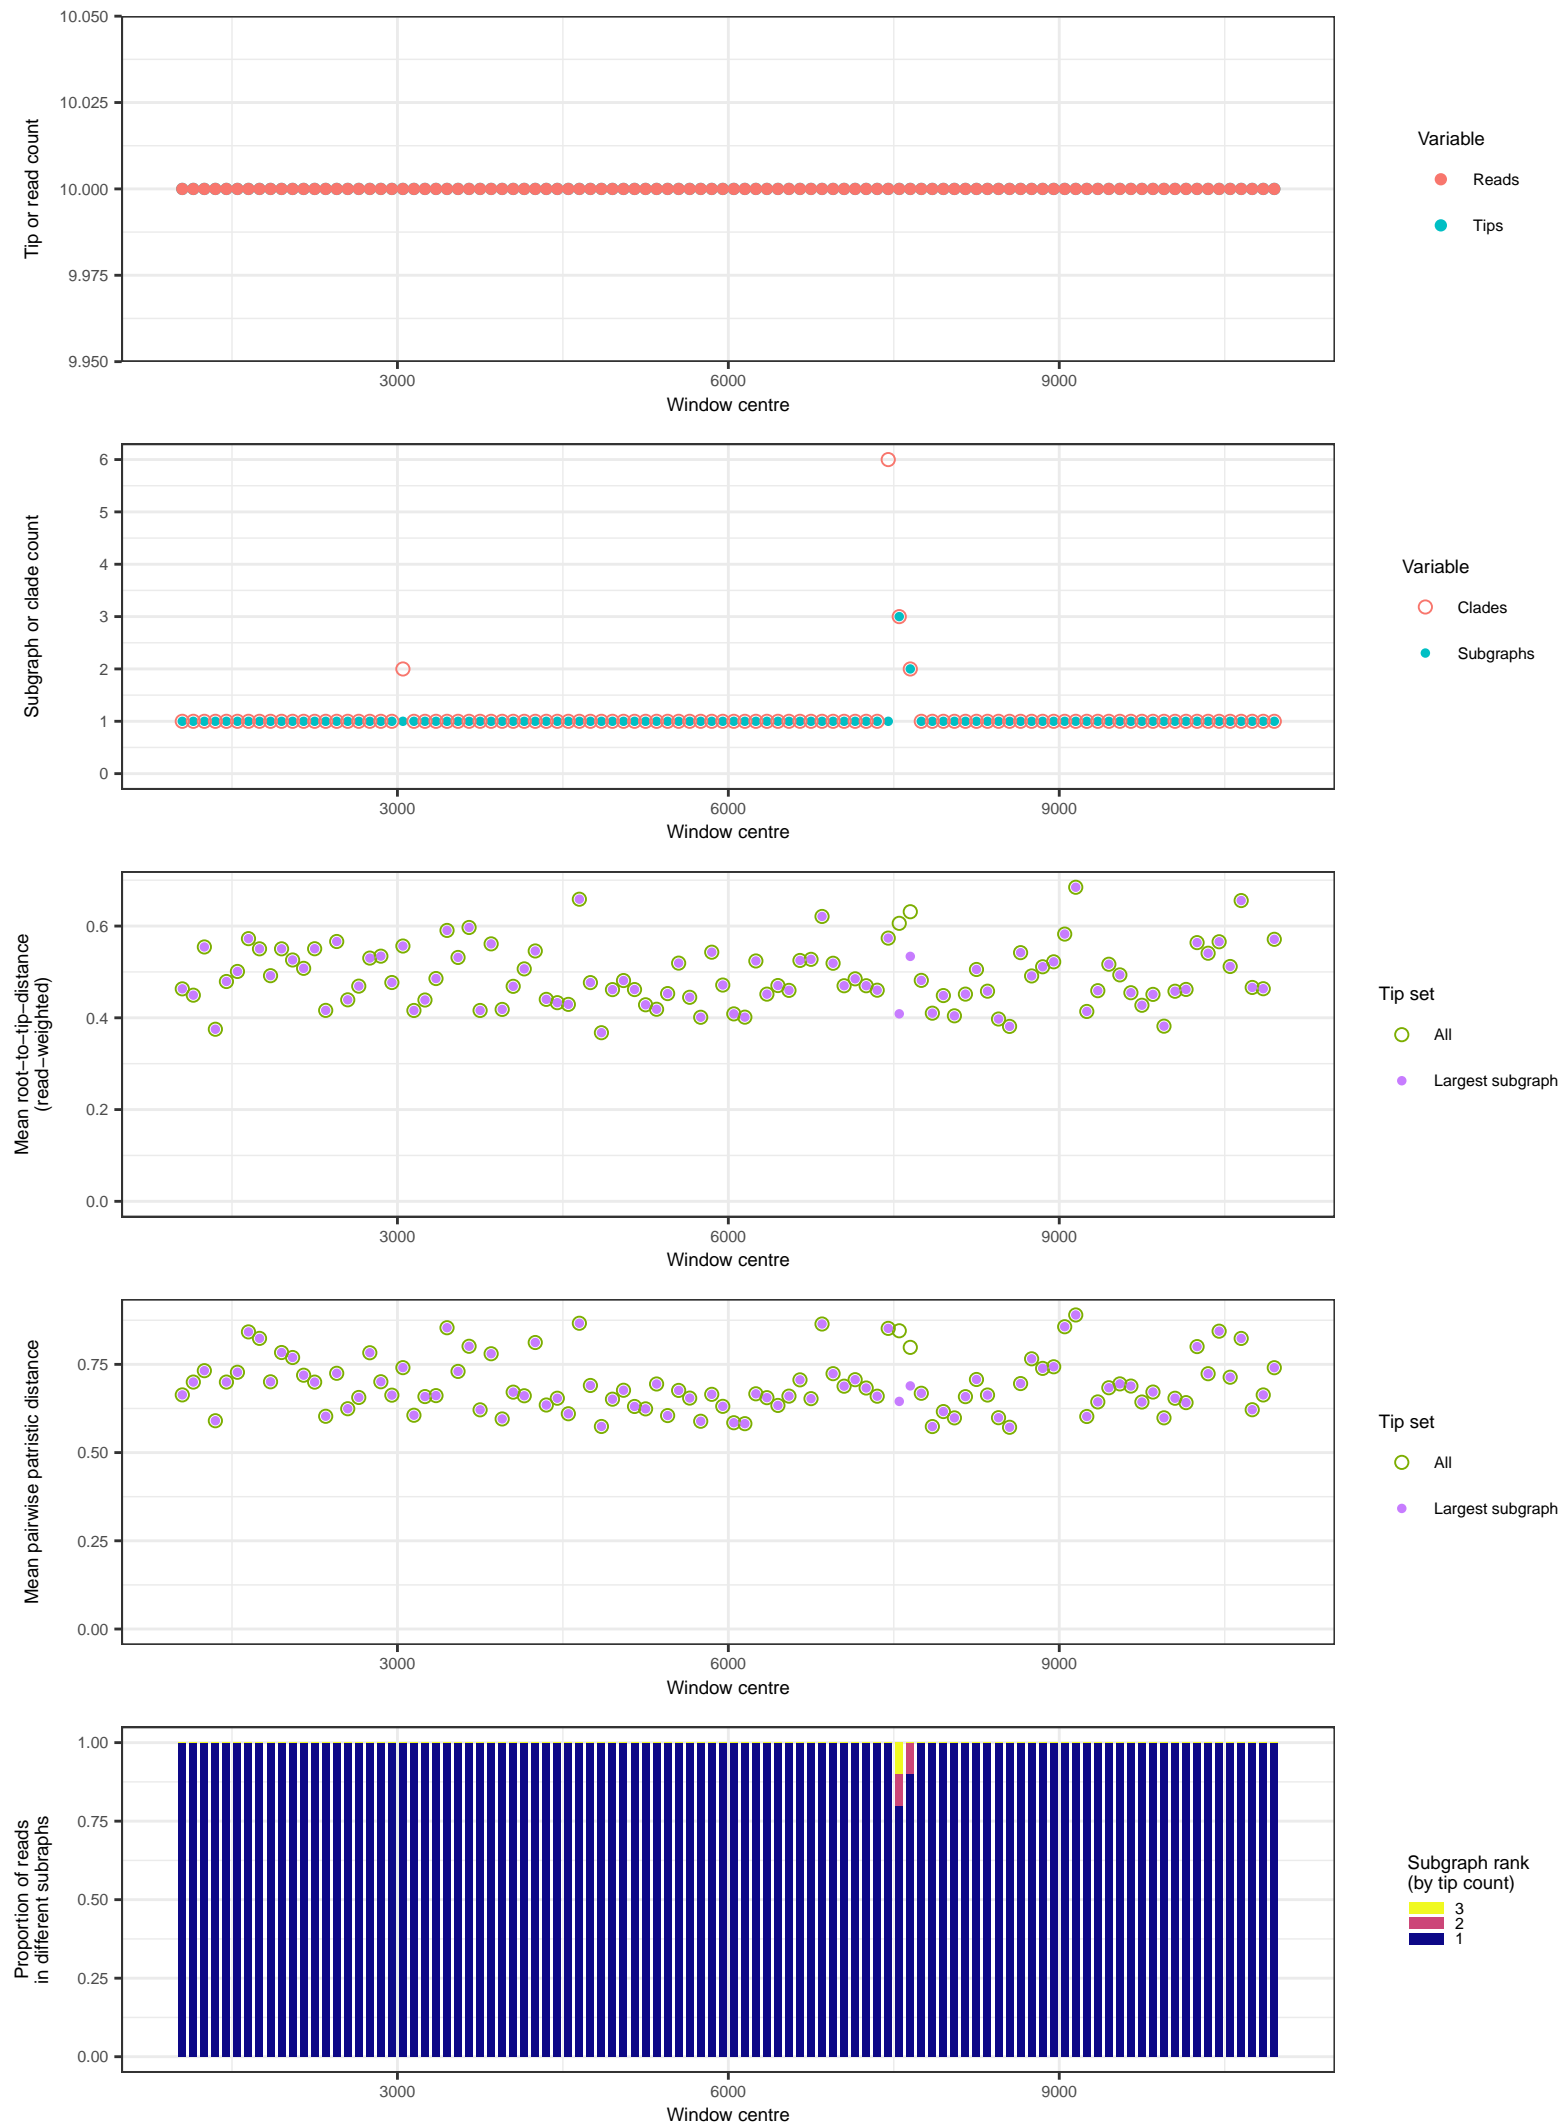 10.050
10.025
10.000
9.975
9.950
Tip or read count
3000 6000 9000
Window centre
Variable
Reads
Tips
6
5
4
3
2
1
0
Subgraph or clade count
3000 6000 9000
Window centre
Variable
Clades
Subgraphs
0.6
0.4
0.2
0.0
Mean root−to−tip−distance
(read−weighted)
3000 6000 9000
Window centre
Tip set
All
Largest subgraph
0.75
0.50
0.25
0.00
Mean pairwise patristic distance
3000 6000 9000
Window centre
Tip set
All
Largest subgraph
1.00
0.75
0.50
0.25
0.00
Proportion of reads
in different subraphs
3000 6000 9000
Window centre
Subgraph rank
(by tip count)
3
2
1